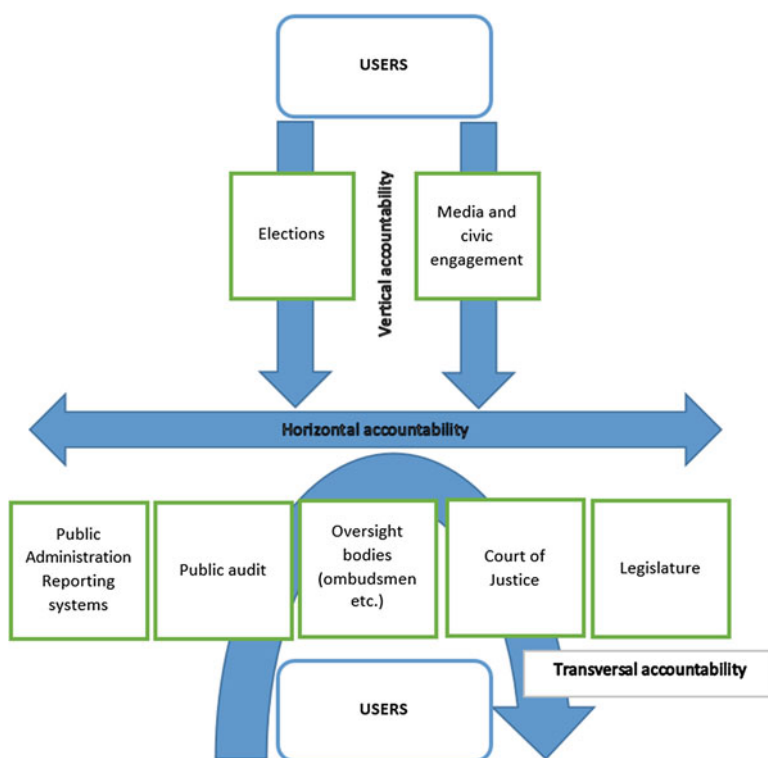 USERS
Elections
Vertical accountability
Media and
civic
engagement
Horizontal accountability
Public
Administration
Reporting
systems
Public audit
Oversight
bodies
(ombudsmen
etc.)
Court of
Justice
Legislature
Transversal accountability
USERS